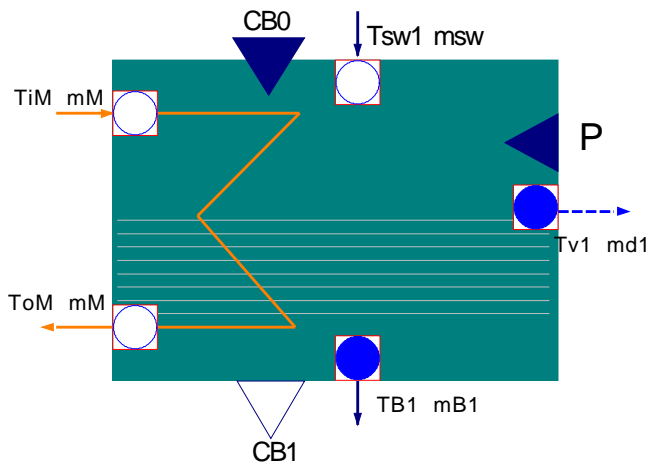 CB0
Tsw1 msw
TiM mM
P
Tv1 md1
ToM mM
TB1 mB1
CB1